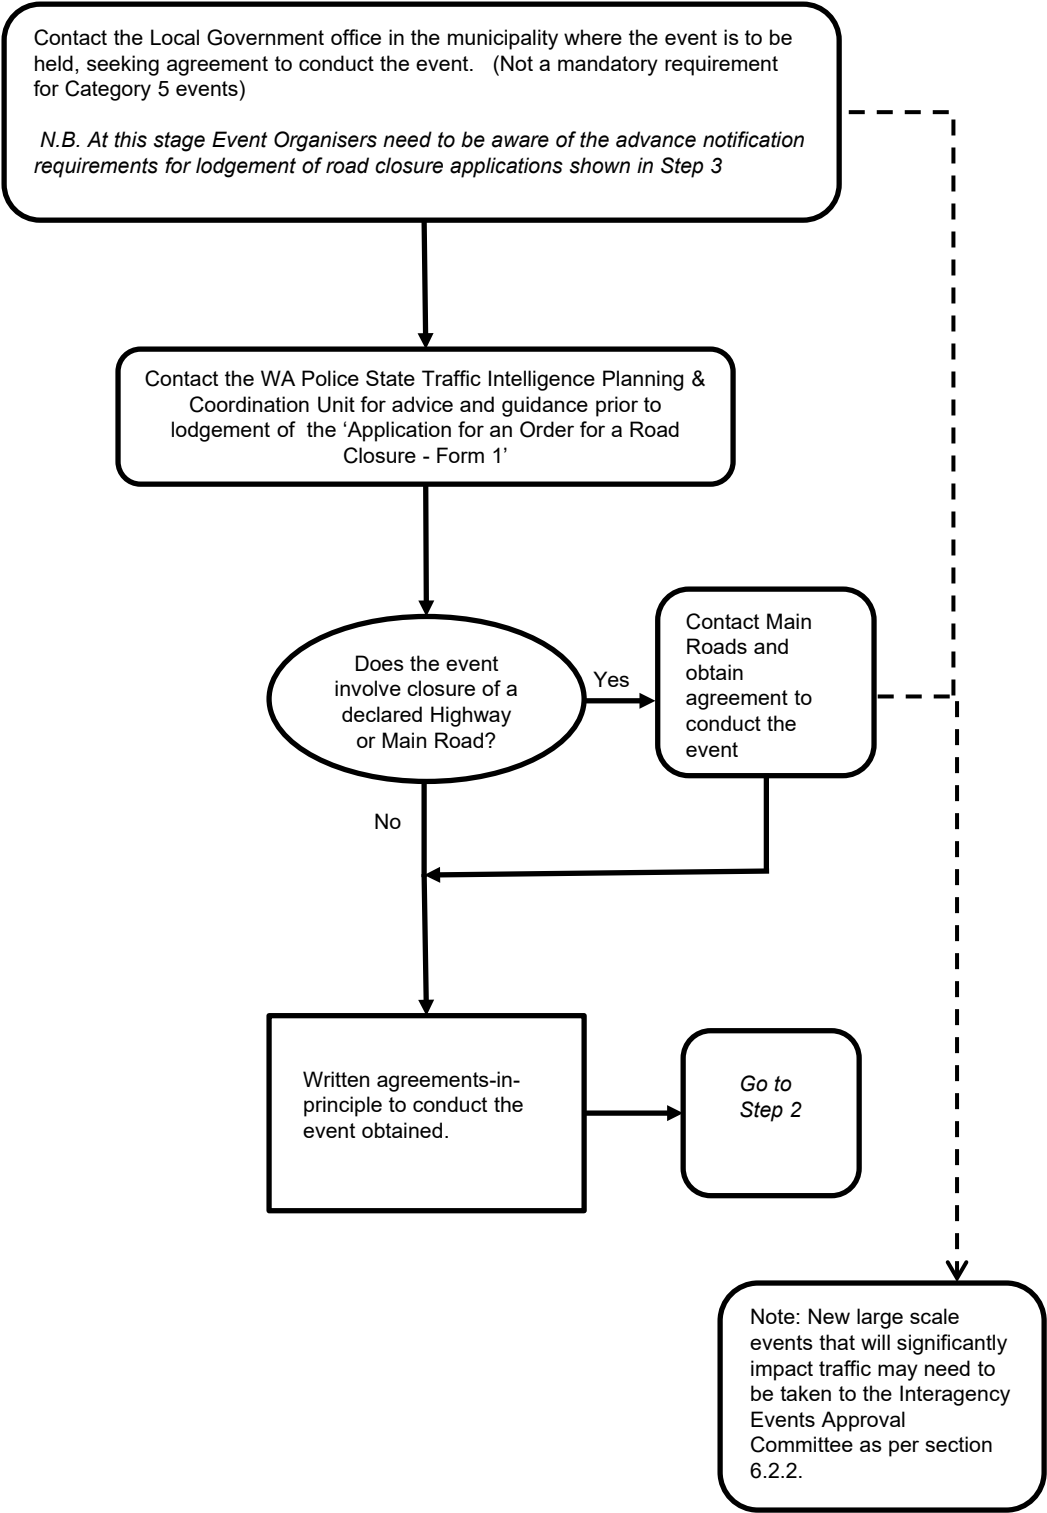 Contact the Local Government office in the municipality where the event is to be
held, seeking agreement to conduct the event.   (Not a mandatory requirement
for Category 5 events)
N.B. At this stage Event Organisers need to be aware of the advance notification
requirements for lodgement of road closure applications shown in Step 3
Contact the WA Police State Traffic Intelligence Planning &
Coordination Unit for advice and guidance prior to
lodgement of  the ‘Application for an Order for a Road
Closure - Form 1’
Does the event
involve closure of a
declared Highway
or Main Road?
Yes
Contact Main
Roads and
obtain
agreement to
conduct the
event
No
Written agreements-in-
principle to conduct the
event obtained.
Go to
Step 2
Note: New large scale
events that will significantly
impact traffic may need to
be taken to the Interagency
Events Approval
Committee as per section
6.2.2.